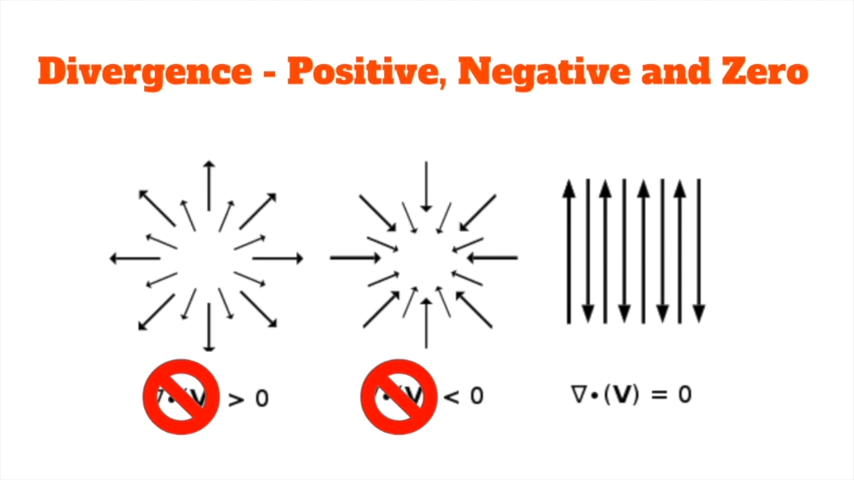 Divergence - Positive, Negative and Zero
> 0
< 0
∇•(V) = 0